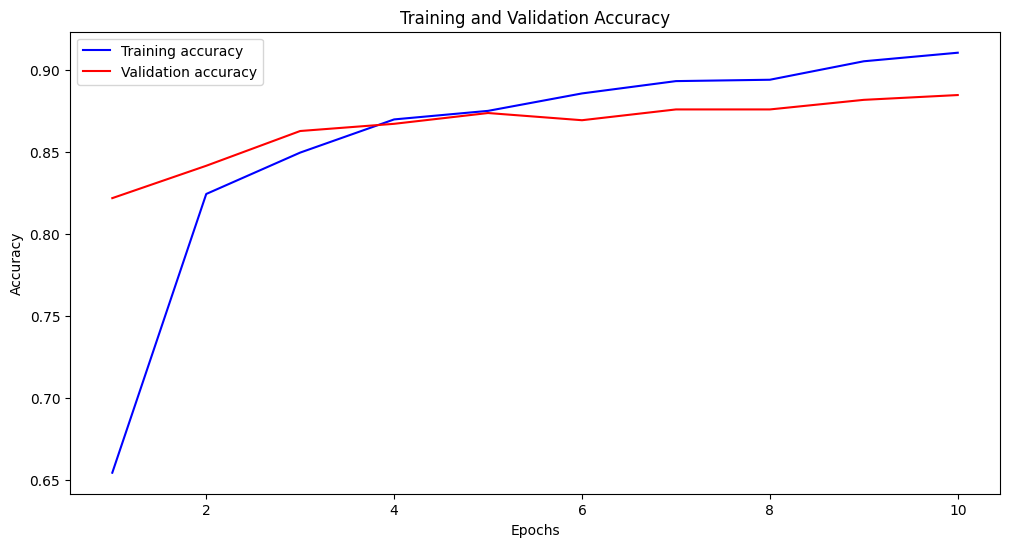 Training and Validation Accuracy
Training accuracy
Validation accuracy
0.90
0.85
0.80
0.75
0.70
0.65
Accuracy
2 4 6 8 10
Epochs